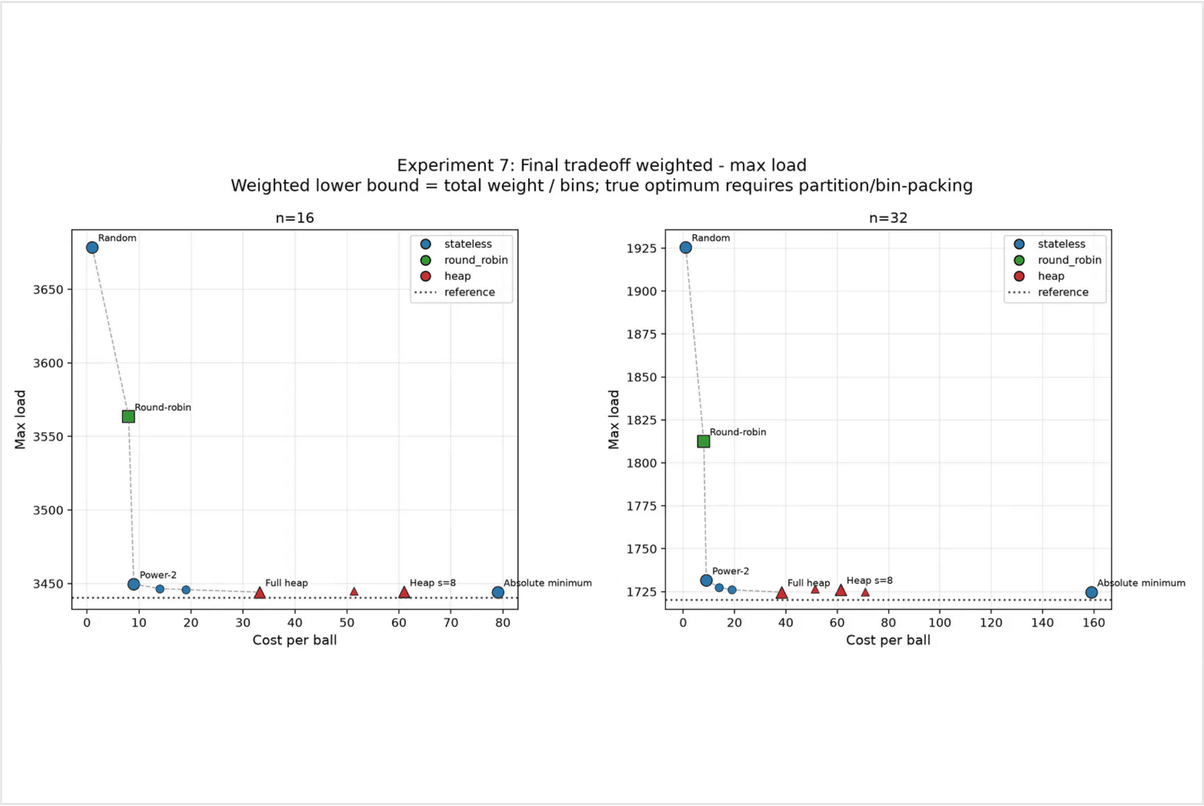 Experiment 7: Final tradeoff weighted - max load
Weighted lower bound = total weight / bins; true optimum requires partition/bin-packing
n=16
Max load
3650
3600
3550
3500
3450
Random
Round-robin
Power-2
Full heap
Heap s=8
Absolute minimum
stateless
round_robin
heap
reference
0 10 20 30 40 50 60 70 80
Cost per ball
n=32
Max load
1925
1900
1875
1850
1825
1800
1775
1750
1725
Random
Round-robin
Power-2
Full heap
Heap s=8
Absolute minimum
stateless
round_robin
heap
reference
0 20 40 60 80 100 120 140 160
Cost per ball